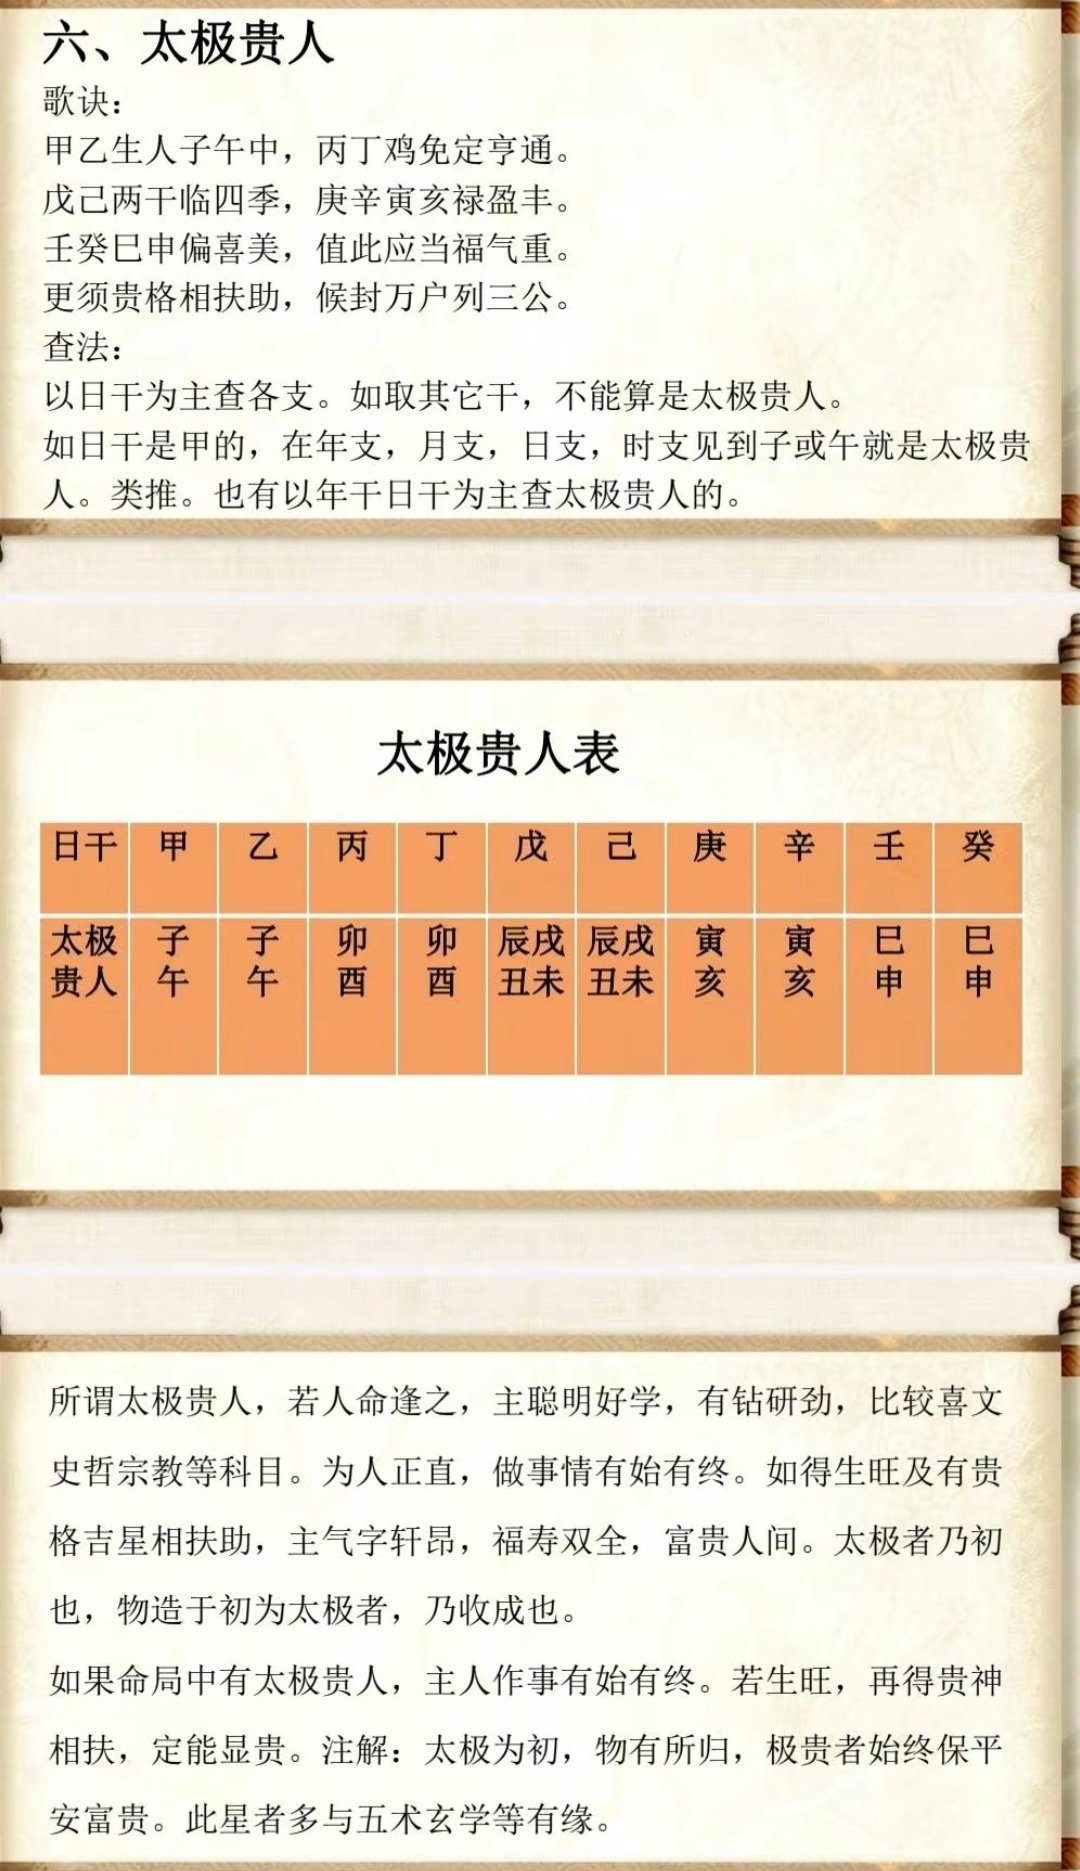 六、太极贵人
歌诀：
甲乙生人子午中，丙丁鸡免定亨通。
戊己两干临四季，庚辛寅亥禄盈丰。
壬癸巳申偏喜美，值此应当福气重。
更须贵格相扶助，候封万户列三公。
查法：
以日干为主查各支。如取其它干，不能算是太极贵人。
如日干是甲的，在年支，月支，日支，时支见到子或午就是太极贵
人。类推。也有以年干日干为主查太极贵人的。
太极贵人表
日干 甲 乙 丙 丁 戊 己 庚 辛 壬 癸
太极 子 子 卯 卯 辰戌 辰戌 寅 寅 巳 巳
贵人 午 午 酉 酉 丑未 丑未 亥 亥 申 申
所谓太极贵人，若人命逢之，主聪明好学，有钻研劲，比较喜文
史哲宗教等科目。为人正直，做事情有始有终。如得生旺及有贵
格吉星相扶助，主气字轩昂，福寿双全，富贵人间。太极者乃初
也，物造于初为太极者，乃收成也。
如果命局中有太极贵人，主人作事有始有终。若生旺，再得贵神
相扶，定能显贵。注解：太极为初，物有所归，极贵者始终保平
安富贵。此星者多与五术玄学等有缘。